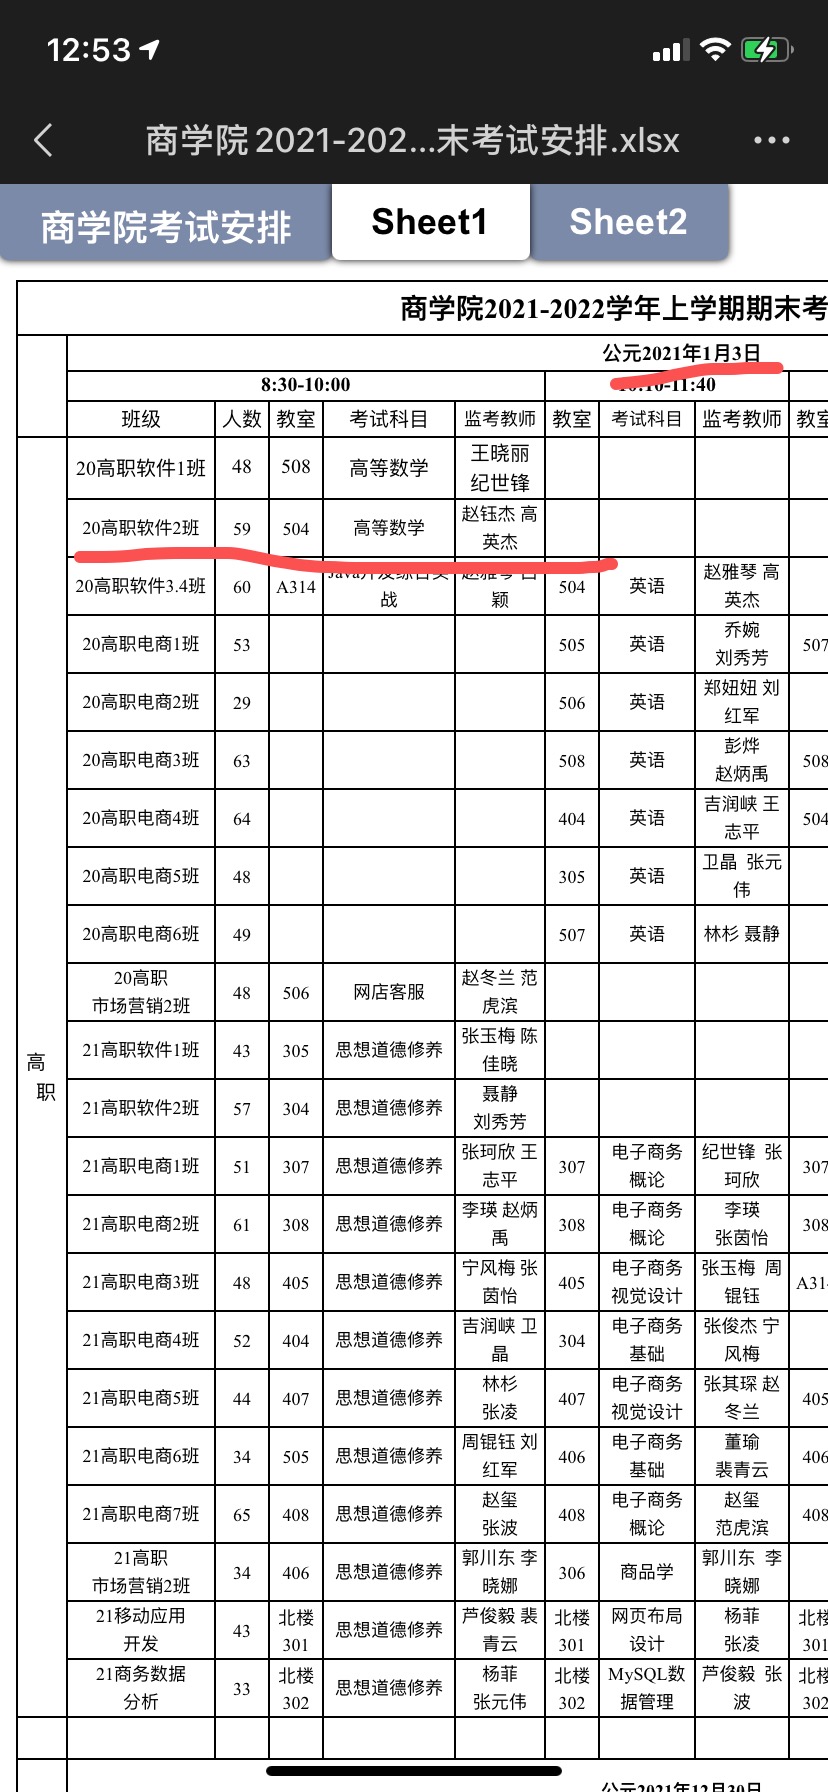 12:53
商学院2021-202...末考试安排.xlsx
商学院考试安排 Sheet1 Sheet2
商学院2021-2022学年上学期期末考
公元2021年1月3日
8:30-10:00 10:10-11:40
班级 人数 教室 考试科目 监考教师 教室 考试科目 监考教师 教室
高职
20高职软件1班 48 508 高等数学 王晓丽 纪世锋
20高职软件2班 59 504 高等数学 赵钰杰 高英杰
20高职软件3.4班 60 A314 Java开发综合实战 赵雅琴 颖 504 英语 赵雅琴 高英杰
20高职电商1班 53 505 英语 乔婉 刘秀芳 507
20高职电商2班 29 506 英语 郑妞妞 刘红军
20高职电商3班 63 508 英语 彭烨 赵炳禹 508
20高职电商4班 64 404 英语 吉润峡 王志平 504
20高职电商5班 48 305 英语 卫晶 张元伟
20高职电商6班 49 507 英语 林杉 聂静
20高职市场营销2班 48 506 网店客服 赵冬兰 范虎滨
21高职软件1班 43 305 思想道德修养 张玉梅 陈佳晓
21高职软件2班 57 304 思想道德修养 聂静 刘秀芳
21高职电商1班 51 307 思想道德修养 张珂欣 王志平 307 电子商务概论 纪世锋 张珂欣 307
21高职电商2班 61 308 思想道德修养 李瑛 赵炳禹 308 电子商务概论 李瑛 张茵怡 308
21高职电商3班 48 405 思想道德修养 宁风梅 张茵怡 405 电子商务视觉设计 张玉梅 周锟钰 A31
21高职电商4班 52 404 思想道德修养 吉润峡 卫晶 304 电子商务基础 张俊杰 宁风梅
21高职电商5班 44 407 思想道德修养 林杉 张凌 407 电子商务视觉设计 张其琛 赵冬兰 405
21高职电商6班 34 505 思想道德修养 周锟钰 刘红军 406 电子商务基础 董瑜 裴青云 406
21高职电商7班 65 408 思想道德修养 赵玺 张波 408 电子商务概论 赵玺 范虎滨 408
21高职市场营销2班 34 406 思想道德修养 郭川东 李晓娜 306 商品学 郭川东 李晓娜
21移动应用开发 43 北楼301 思想道德修养 芦俊毅 裴青云 北楼301 网页布局设计 杨菲 张凌 北楼301
21商务数据分析 33 北楼302 思想道德修养 杨菲 张元伟 北楼302 MySQL数据管理 芦俊毅 张波 北楼302
公元2021年12月30日